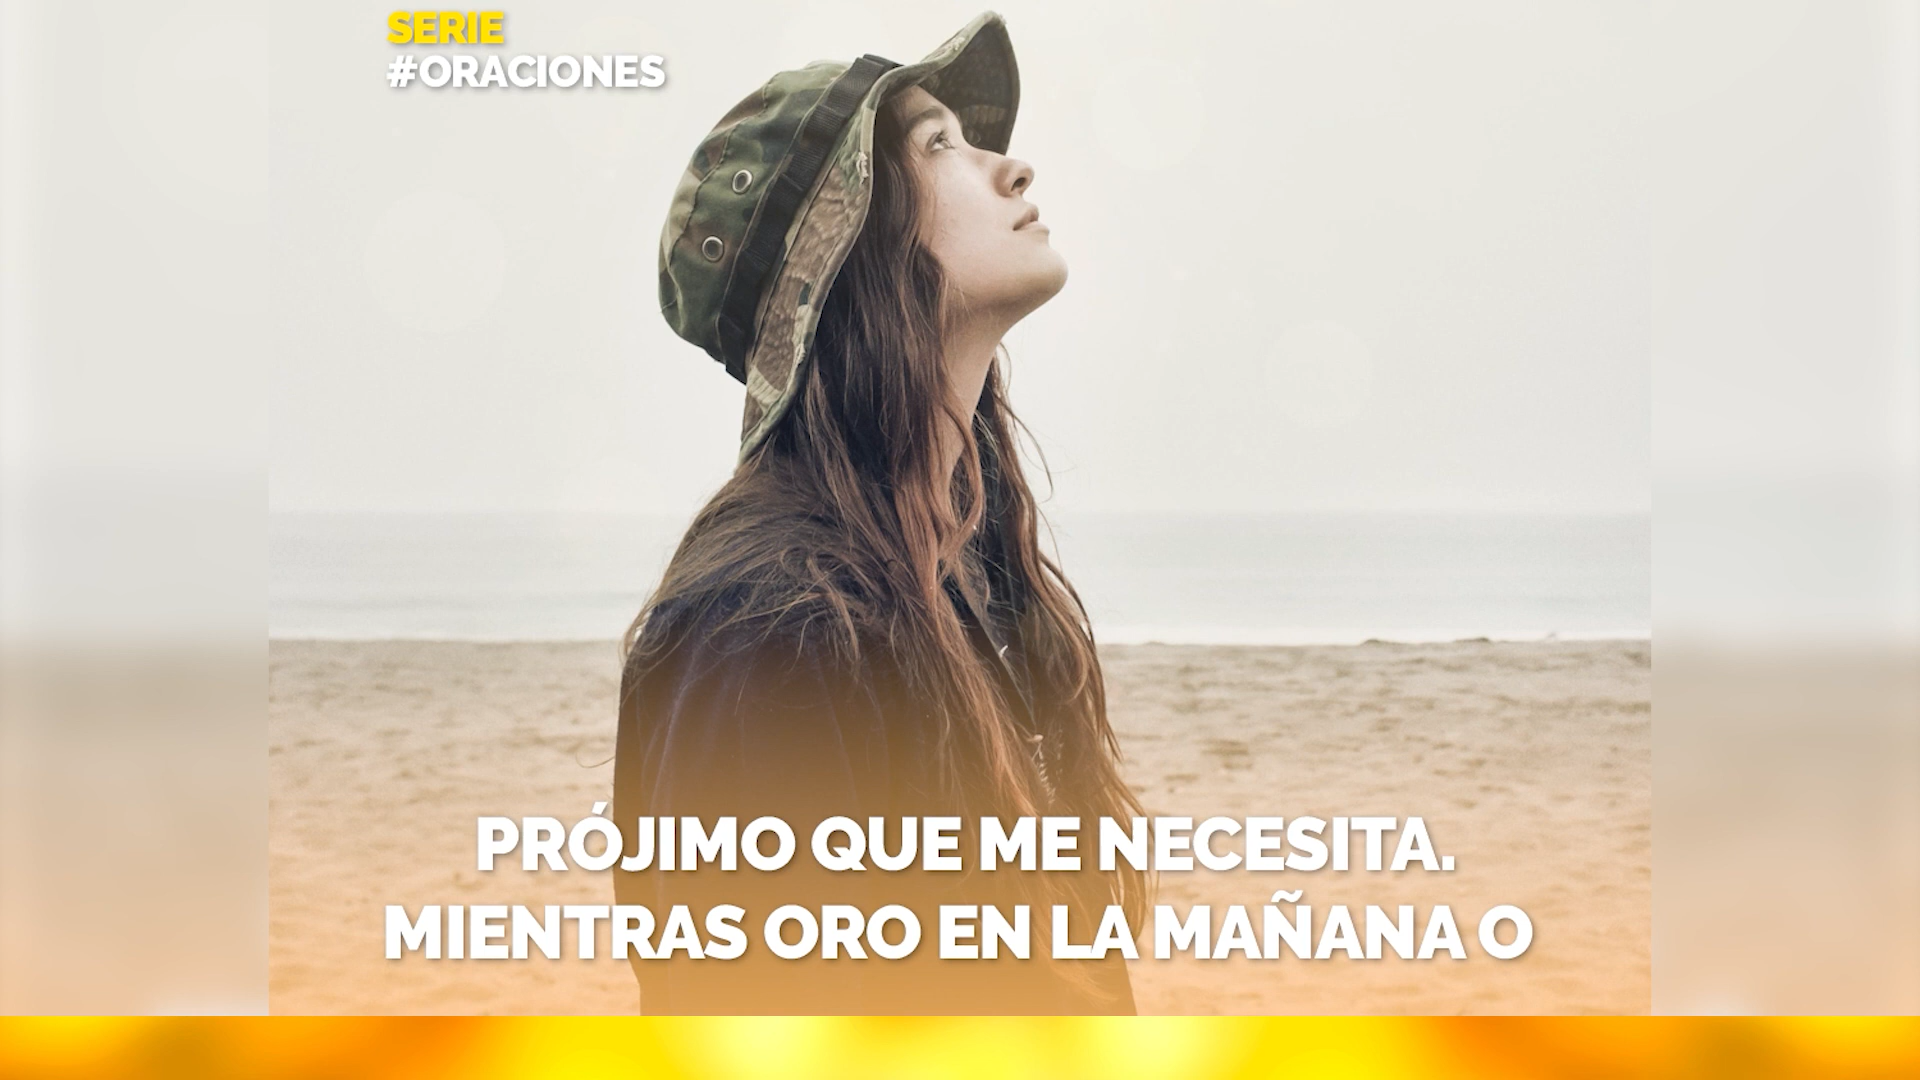 SERIE
#ORACIONES
PRÓJIMO QUE ME NECESITA.
MIENTRAS ORO EN LA MAÑANA O